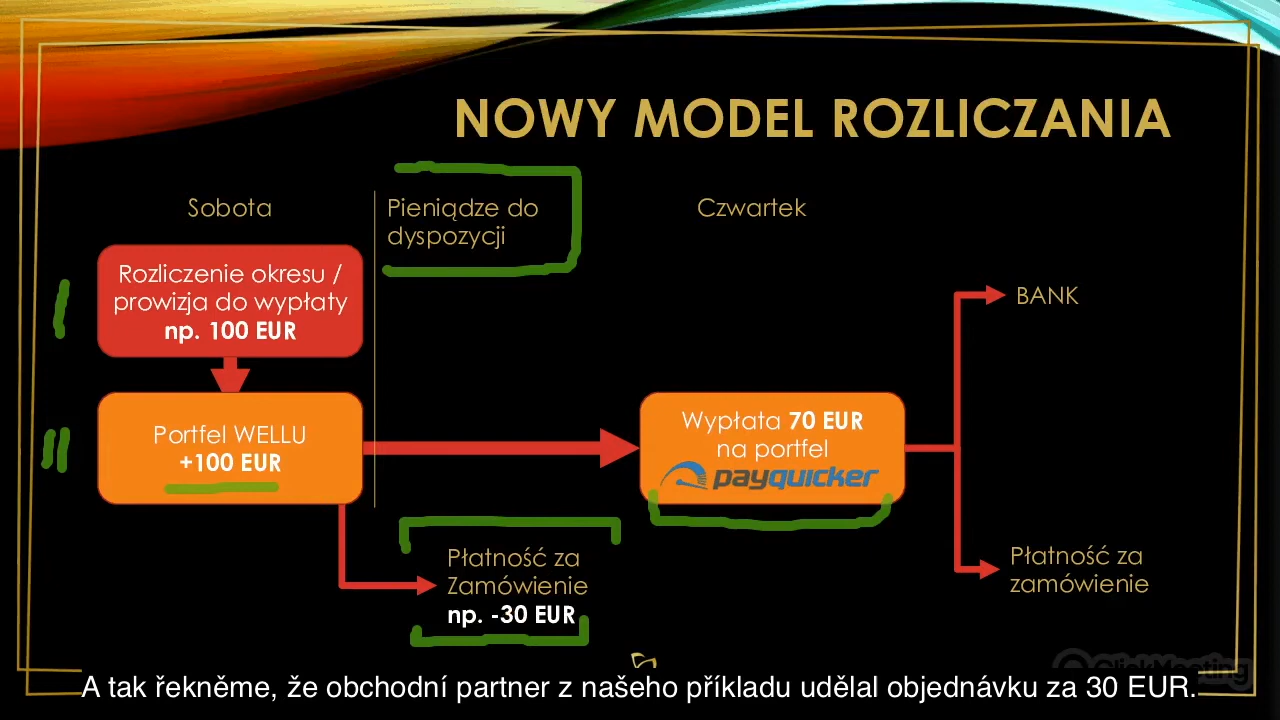 NOWY MODEL ROZLICZANIA
Sobota
Pieniądze do
dyspozycji
Czwartek
Rozliczenie okresu /
prowizja do wypłaty
np. 100 EUR
BANK
Portfel WELLU
+100 EUR
Wypłata 70 EUR
na portfel
payquicker
Płatność za
Zamówienie
np. -30 EUR
Płatność za
zamówienie
ClickMeeting
A tak řekněme, že obchodní partner z našeho příkladu udělal objednávku za 30 EUR.